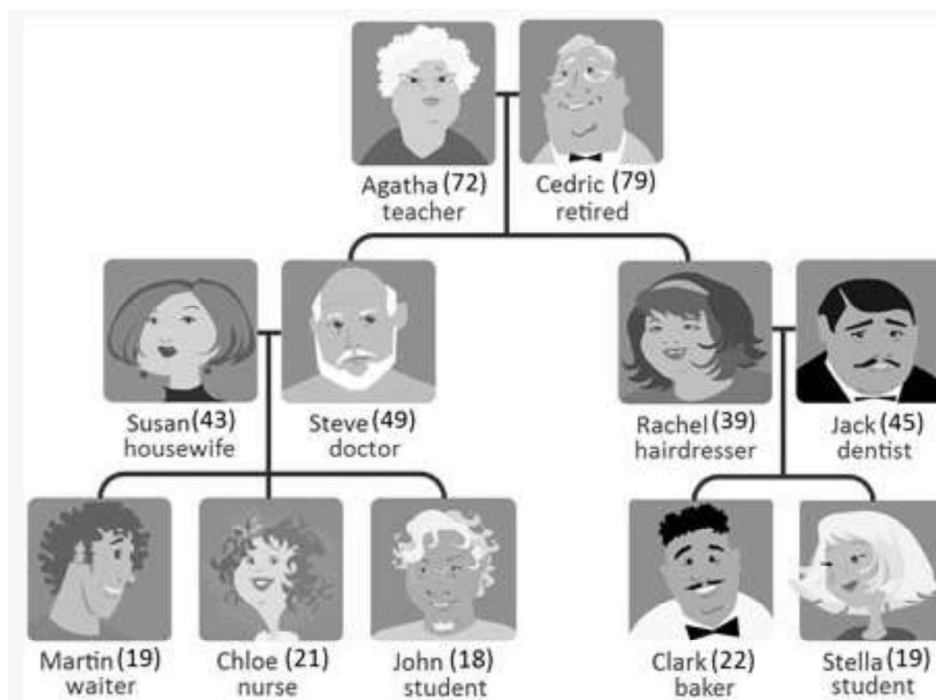 Agatha (72) Cedric (79)
teacher retired
Susan (43) Steve (49) Rachel (39) Jack (45)
housewife doctor hairdresser dentist
Martin (19) Chloe (21) John (18) Clark (22) Stella (19)
waiter nurse student baker student